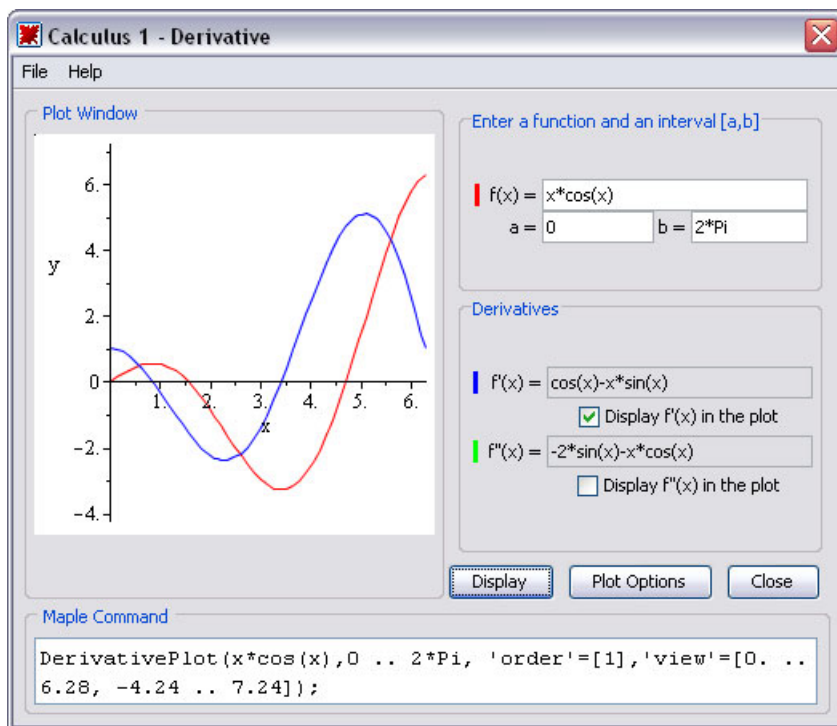 Calculus 1 - Derivative
File Help
Plot Window
6.
4.
y
2.
0
1. 2. 3. 4. 5. 6.
x
-2.
-4.
Enter a function and an interval [a,b]
f(x) = x*cos(x)
a = 0 b = 2*Pi
Derivatives
f'(x) = cos(x)-x*sin(x)
Display f'(x) in the plot
f''(x) = -2*sin(x)-x*cos(x)
Display f''(x) in the plot
Display Plot Options Close
Maple Command
DerivativePlot(x*cos(x),0 .. 2*Pi, 'order'=[1],'view'=[0. ..
6.28, -4.24 .. 7.24]);